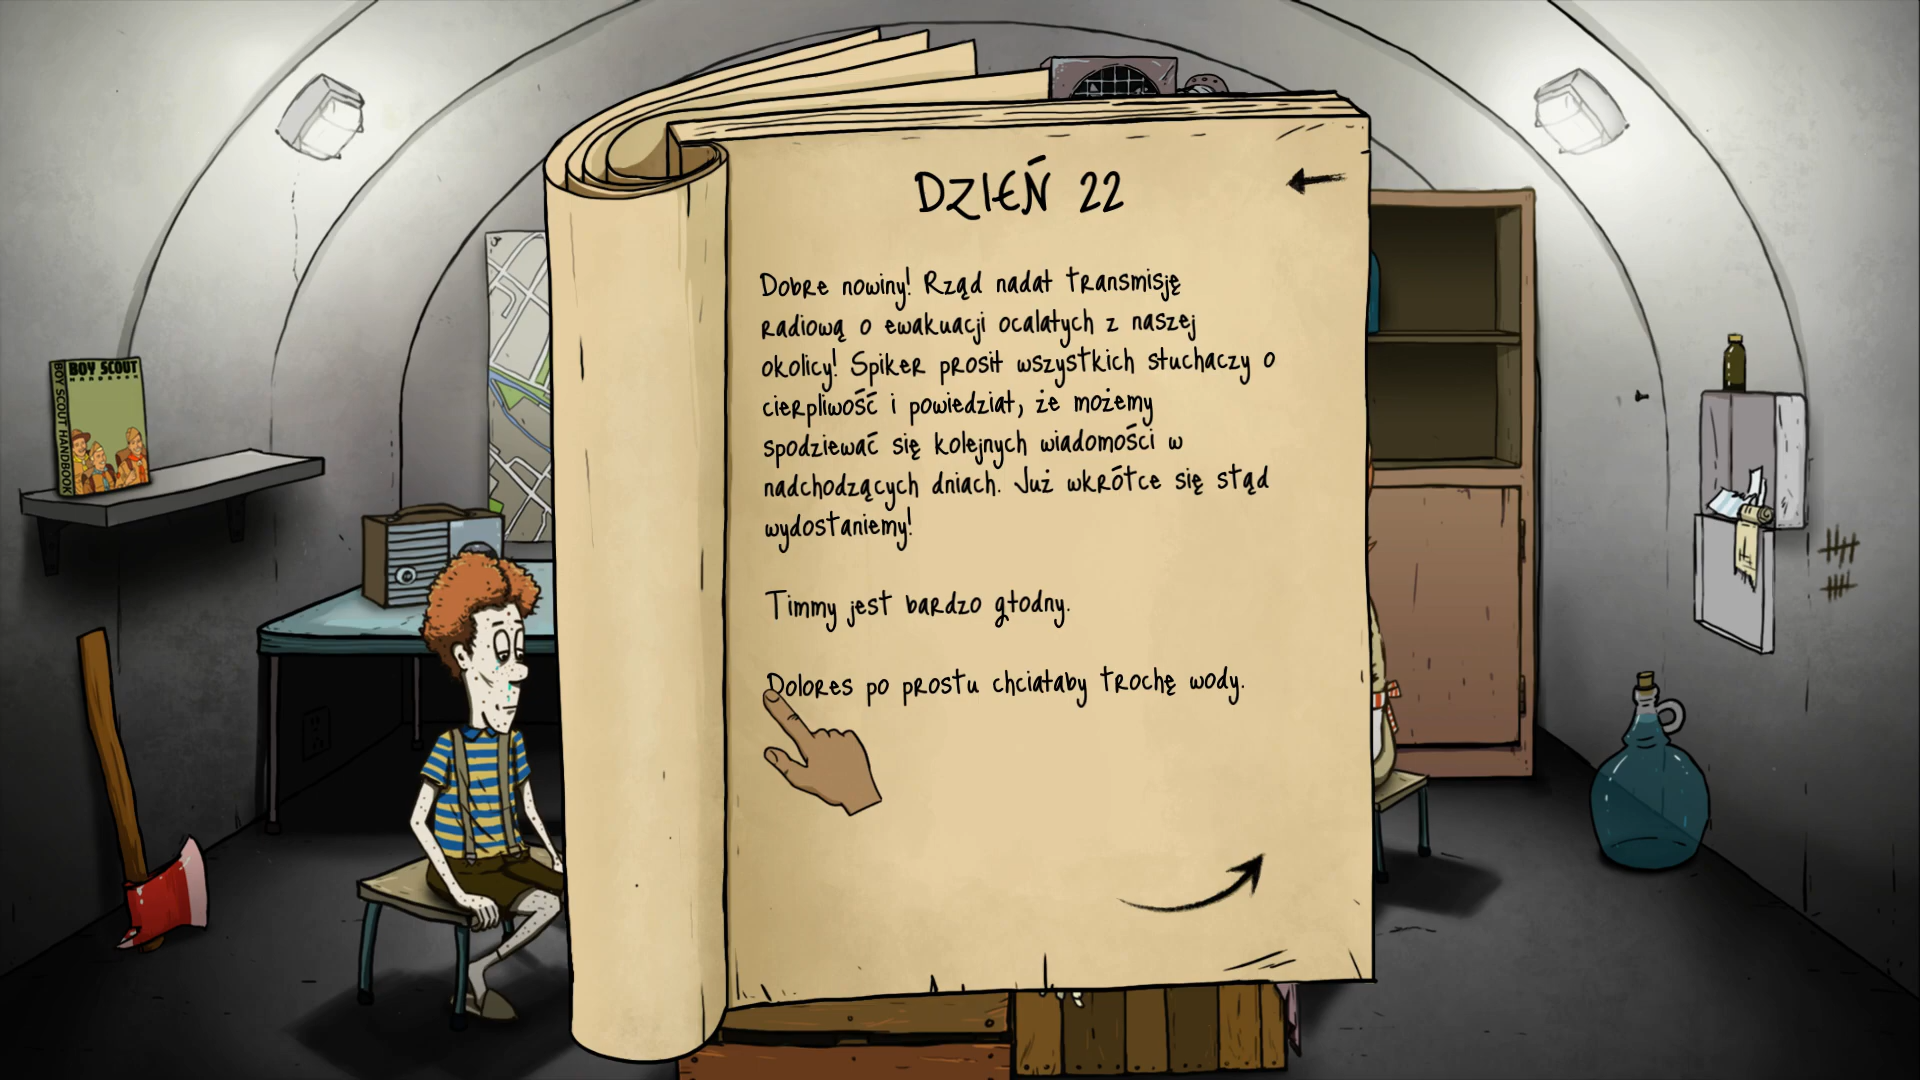 DZIEŃ 22
Dobre nowiny! Rząd nadał transmisję
radiową o ewakuacji ocalałych z naszej
okolicy! Spiker prosił wszystkich słuchaczy o
cierpliwość i powiedział, że możemy
spodziewać się kolejnych wiadomości w
nadchodzących dniach. Już wkrótce się stąd
wydostaniemy!
Timmy jest bardzo głodny.
Dolores po prostu chciałaby trochę wody.
BOY SCOUT
HANDBOOK
BOY SCOUT HANDBOOK